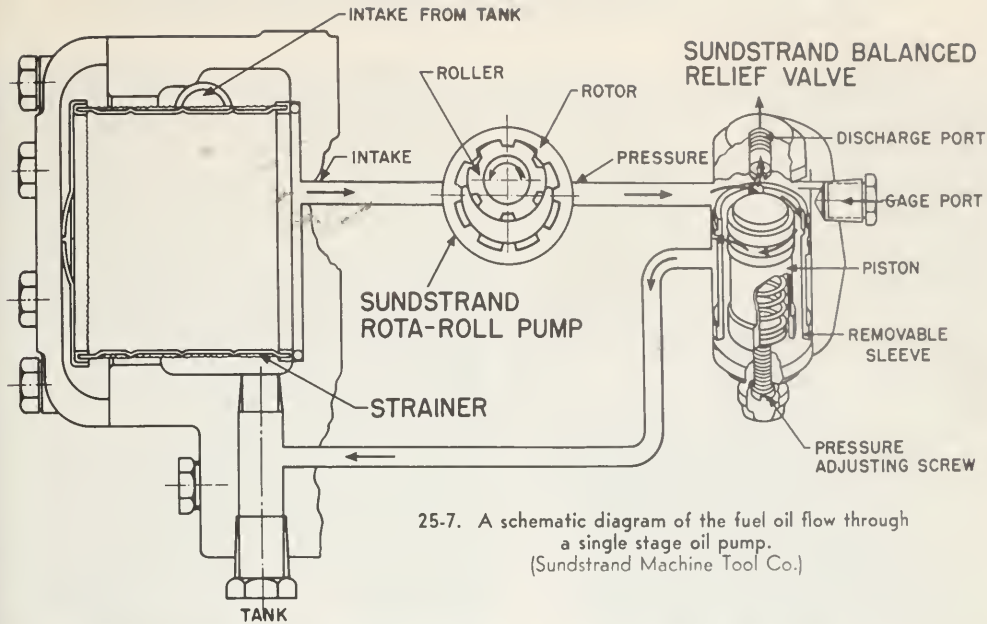 INTAKE FROM TANK
SUNDSTRAND BALANCED
RELIEF VALVE
ROLLER
ROTOR
DISCHARGE PORT
INTAKE
PRESSURE
GAGE PORT
PISTON
SUNDSTRAND
ROTA-ROLL PUMP
REMOVABLE
SLEEVE
STRAINER
PRESSURE
ADJUSTING SCREW
25-7. A schematic diagram of the fuel oil flow through
a single stage oil pump.
(Sundstrand Machine Tool Co.)
TANK